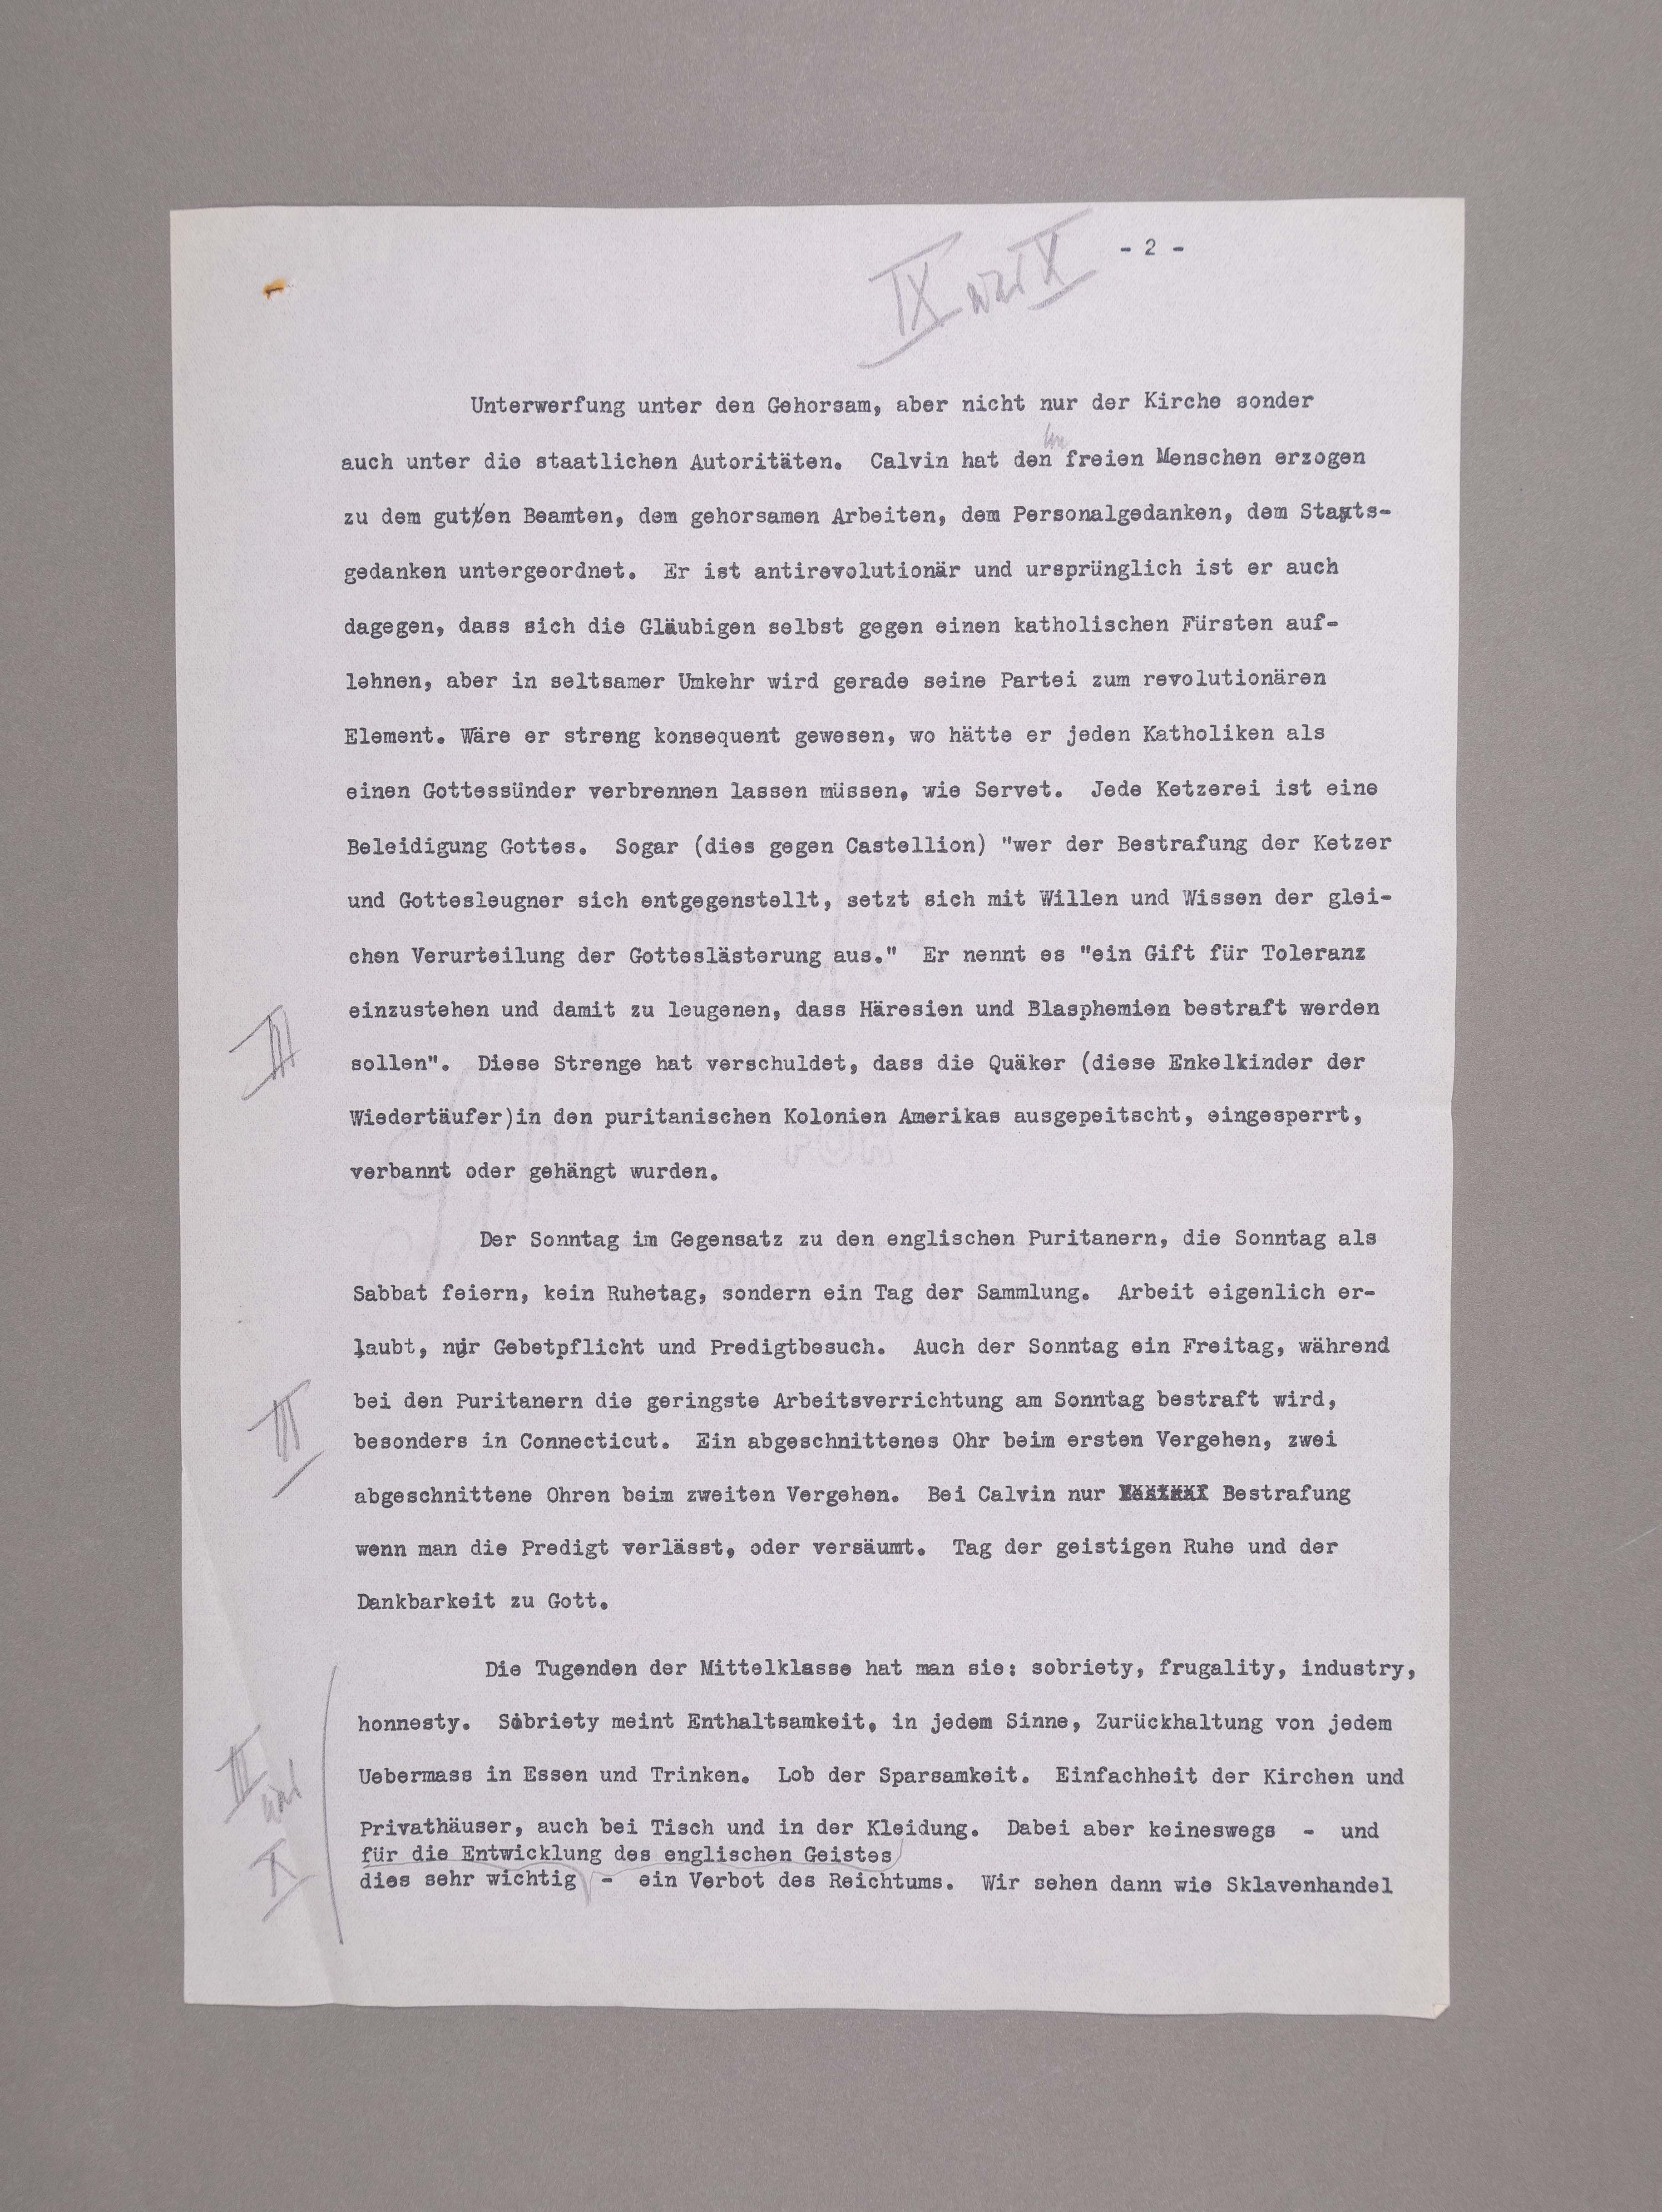 - 2 -
IX und X
Unterwerfung unter den Gehorsam, aber nicht nur der Kirche sonder
auch unter die staatlichen Autoritäten. Calvin hat den freien Menschen erzogen
zu dem gutten Beamten, dem gehorsamen Arbeiten, dem Personalgedanken, dem Staats-
gedanken untergeordnet. Er ist antirevolutionär und ursprünglich ist er auch
dagegen, dass sich die Gläubigen selbst gegen einen katholischen Fürsten auf-
lehnen, aber in seltsamer Umkehr wird gerade seine Partei zum revolutionären
Element. Wäre er streng konsequent gewesen, wo hätte er jeden Katholiken als
einen Gottessünder verbrennen lassen müssen, wie Servet. Jede Ketzerei ist eine
Beleidigung Gottes. Sogar (dies gegen Castellion) "wer der Bestrafung der Ketzer
und Gottesleugner sich entgegenstellt, setzt sich mit Willen und Wissen der glei-
chen Verurteilung der Gotteslästerung aus." Er nennt es "ein Gift für Toleranz
einzustehen und damit zu leugenen, dass Häresien und Blasphemien bestraft werden
III
sollen". Diese Strenge hat verschuldet, dass die Quäker (diese Enkelkinder der
Wiedertäufer)in den puritanischen Kolonien Amerikas ausgepeitscht, eingesperrt,
verbannt oder gehängt wurden.
Der Sonntag im Gegensatz zu den englischen Puritanern, die Sonntag als
Sabbat feiern, kein Ruhetag, sondern ein Tag der Sammlung. Arbeit eigenlich er-
laubt, nur Gebetpflicht und Predigtbesuch. Auch der Sonntag ein Freitag, während
III
bei den Puritanern die geringste Arbeitsverrichtung am Sonntag bestraft wird,
besonders in Connecticut. Ein abgeschnittenes Ohr beim ersten Vergehen, zwei
abgeschnittene Ohren beim zweiten Vergehen. Bei Calvin nur Bestrafung
wenn man die Predigt verlässt, oder versäumt. Tag der geistigen Ruhe und der
Dankbarkeit zu Gott.
Die Tugenden der Mittelklasse hat man sie: sobriety, frugality, industry,
honnesty. Sobriety meint Enthaltsamkeit, in jedem Sinne, Zurückhaltung von jedem
III
und
X
Uebermass in Essen und Trinken. Lob der Sparsamkeit. Einfachheit der Kirchen und
Privathäuser, auch bei Tisch und in der Kleidung. Dabei aber keineswegs - und
für die Entwicklung des englischen Geistes
dies sehr wichtig - ein Verbot des Reichtums. Wir sehen dann wie Sklavenhandel